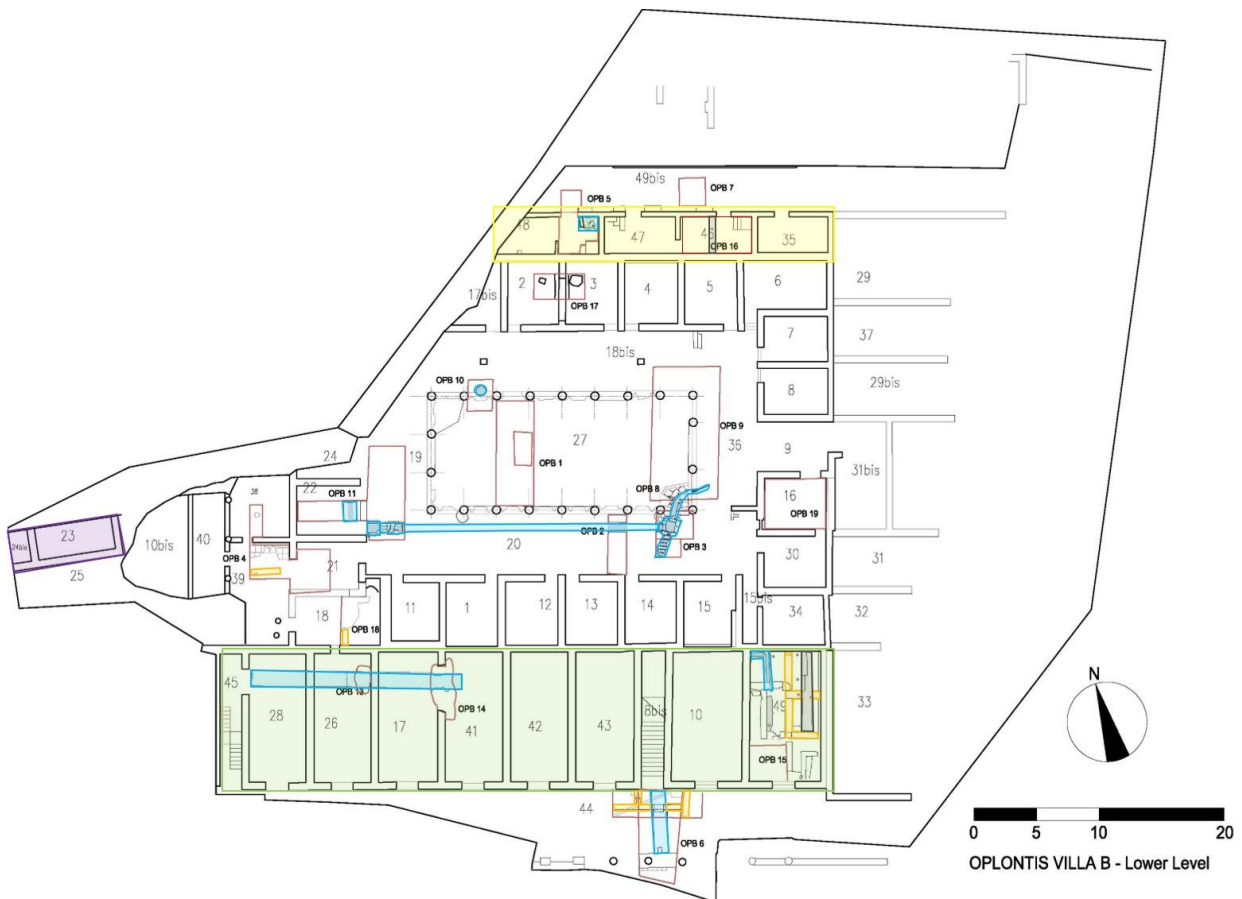 49bis
OPB 7
OPB 5
48
47
46
OPB 16
35
2
3
4
5
6
29
17bis
OPB 17
7
37
18bis
8
29bis
OPB 10
19
27
OPB 9
36
9
OPB 1
31bis
24
22
OPB 11
OPB 8
16
OPB 19
38
23
24bis
10bis
40
20
OPB 2
OPB 3
30
31
25
OPB 4
39
21
11
1
12
13
14
15
15bis
34
32
18
OPB 18
45
28
26
OPB 13
17
OPB 14
41
42
43
8bis
10
49
33
OPB 15
N
44
OPB 6
0 5 10 20
OPLONTIS VILLA B - Lower Level